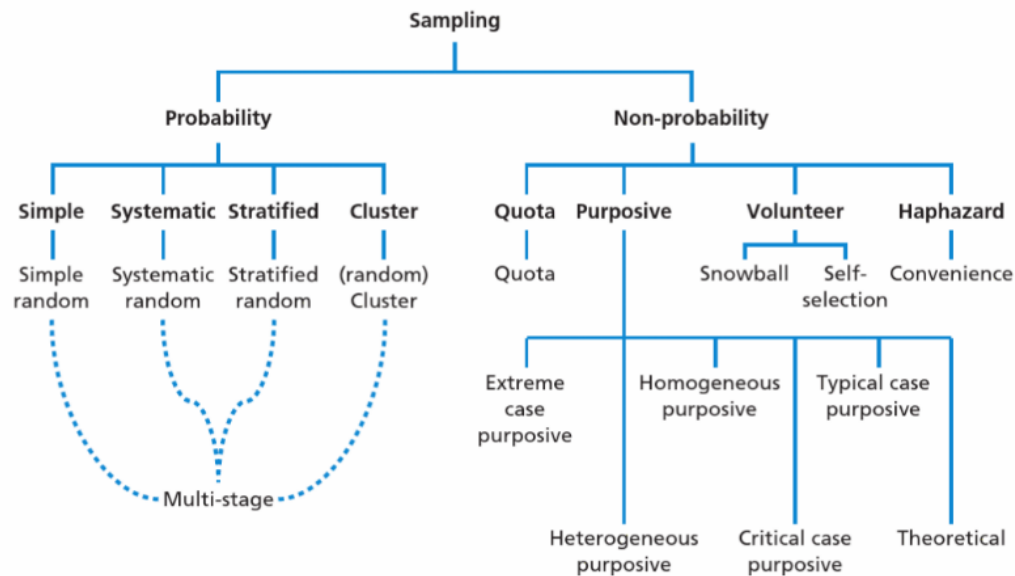 Sampling
Probability
Non-probability
Simple
Systematic
Stratified
Cluster
Quota
Purposive
Volunteer
Haphazard
Simple
random
Systematic
random
Stratified
random
(random)
Cluster
Quota
Snowball
Self-
selection
Convenience
Extreme
case
purposive
Homogeneous
purposive
Typical case
purposive
Multi-stage
Heterogeneous
purposive
Critical case
purposive
Theoretical